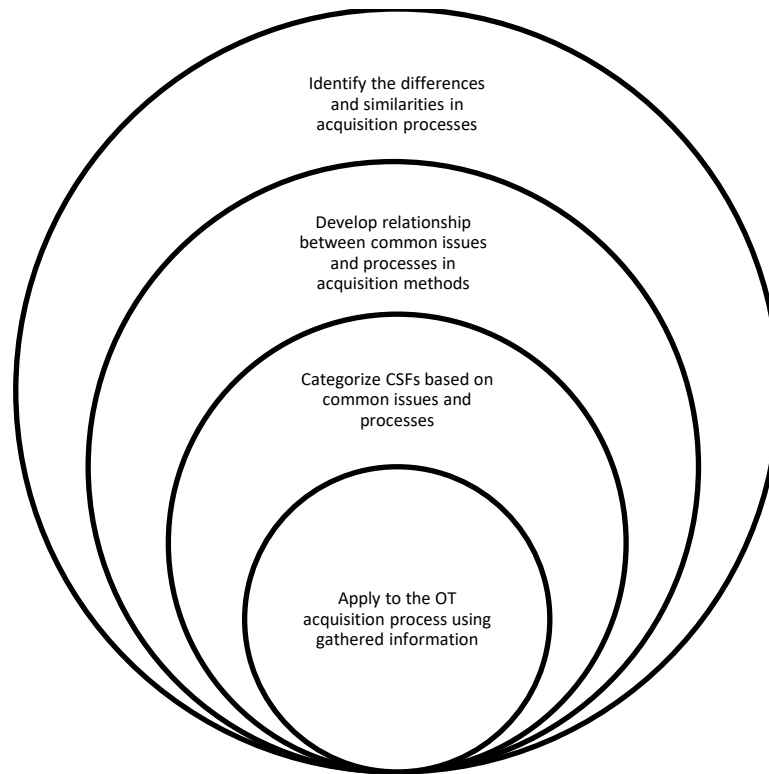 Identify the differences
and similarities in
acquisition processes
Develop relationship
between common issues
and processes in
acquisition methods
Categorize CSFs based on
common issues and
processes
Apply to the OT
acquisition process using
gathered information